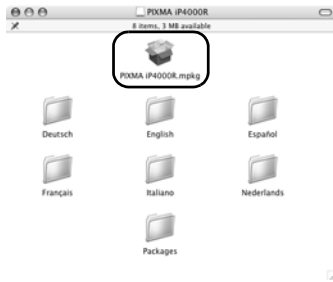 PIXMA iP4000R
8 items, 3 MB available
PIXMA iP4000R.mpkg
Deutsch English Español
Français Italiano Nederlands
Packages